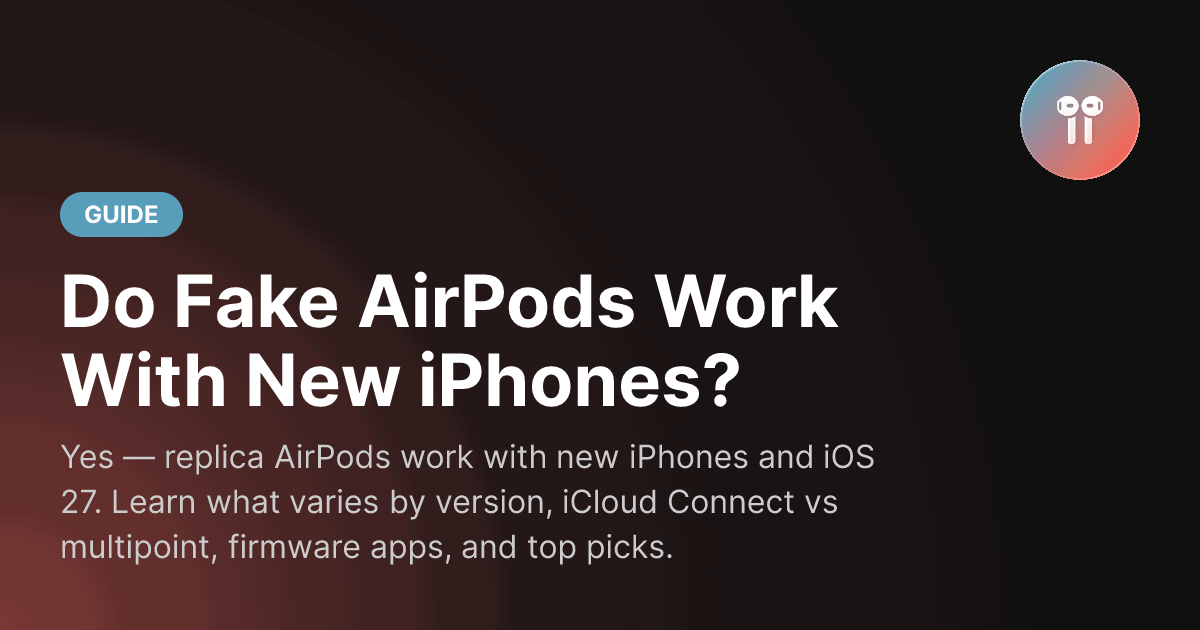 GUIDE
Do Fake AirPods Work
With New iPhones?
Yes — replica AirPods work with new iPhones and iOS
27. Learn what varies by version, iCloud Connect vs
multipoint, firmware apps, and top picks.